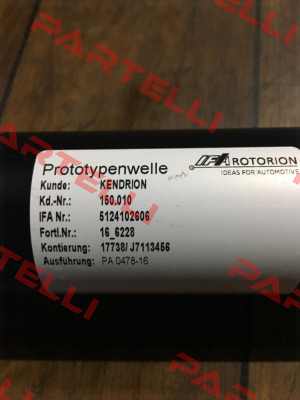 PARTELLI
IFA ROTORION
IDEAS FOR AUTOMOTIVE
Prototypenwelle
Kunde: KENDRION
Kd.-Nr.: 150.010
IFA Nr.: 5124102606
Fortl.Nr.: 16_6228
Kontierung: 17738/ J7113456
Ausführung: PA 0478-16
PARTELLI
PARTELLI